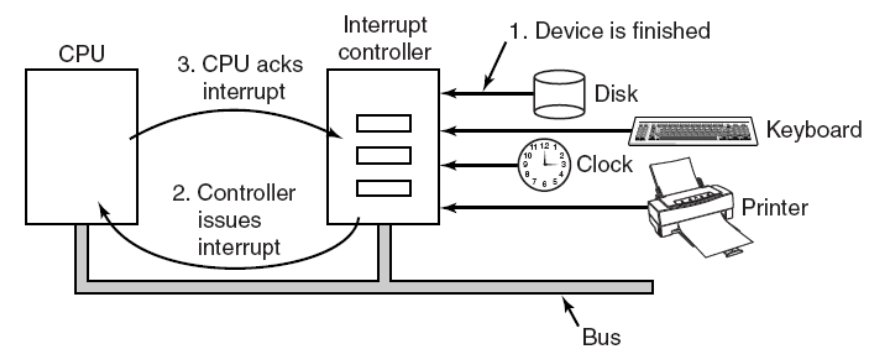 CPU
3. CPU acks
interrupt
Interrupt
controller
1. Device is finished
Disk
Keyboard
11 12 1
10 2
9 3
8 4
7 6 5
Clock
Printer
2. Controller
issues
interrupt
Bus